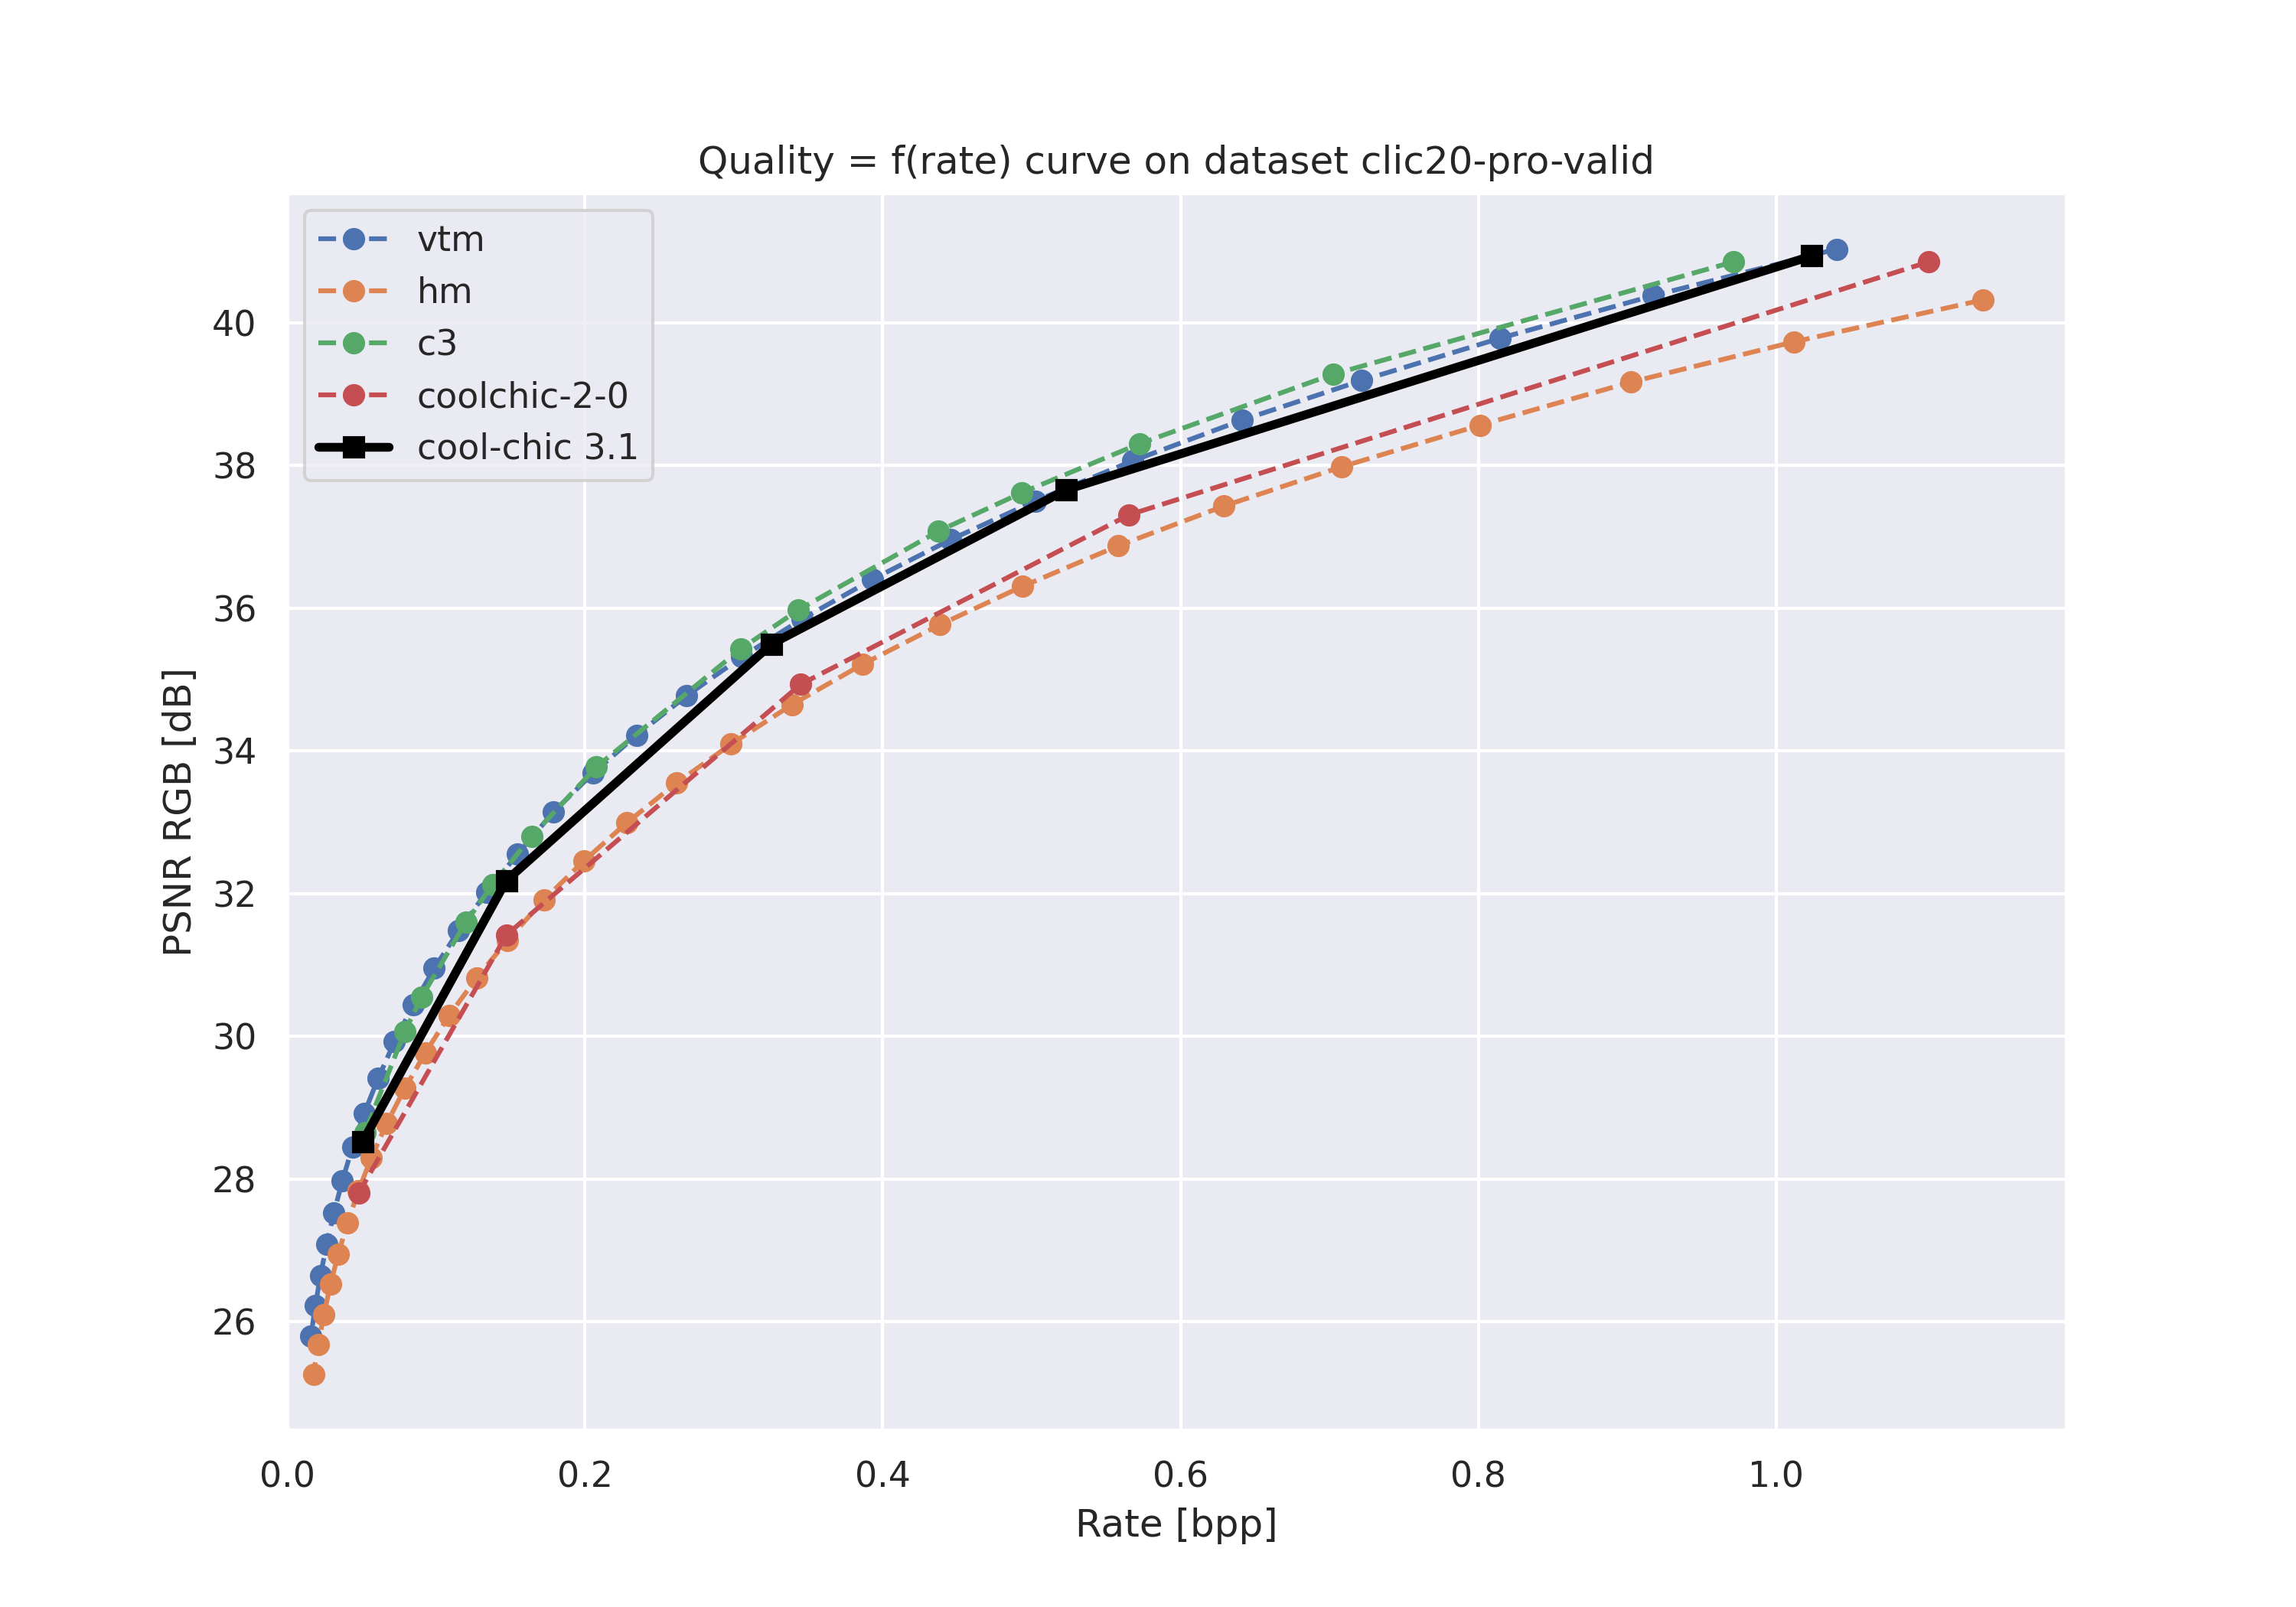 Quality = f(rate) curve on dataset clic20-pro-valid
vtm
hm
c3
coolchic-2-0
cool-chic 3.1
PSNR RGB [dB]
40
38
36
34
32
30
28
26
0.0 0.2 0.4 0.6 0.8 1.0
Rate [bpp]